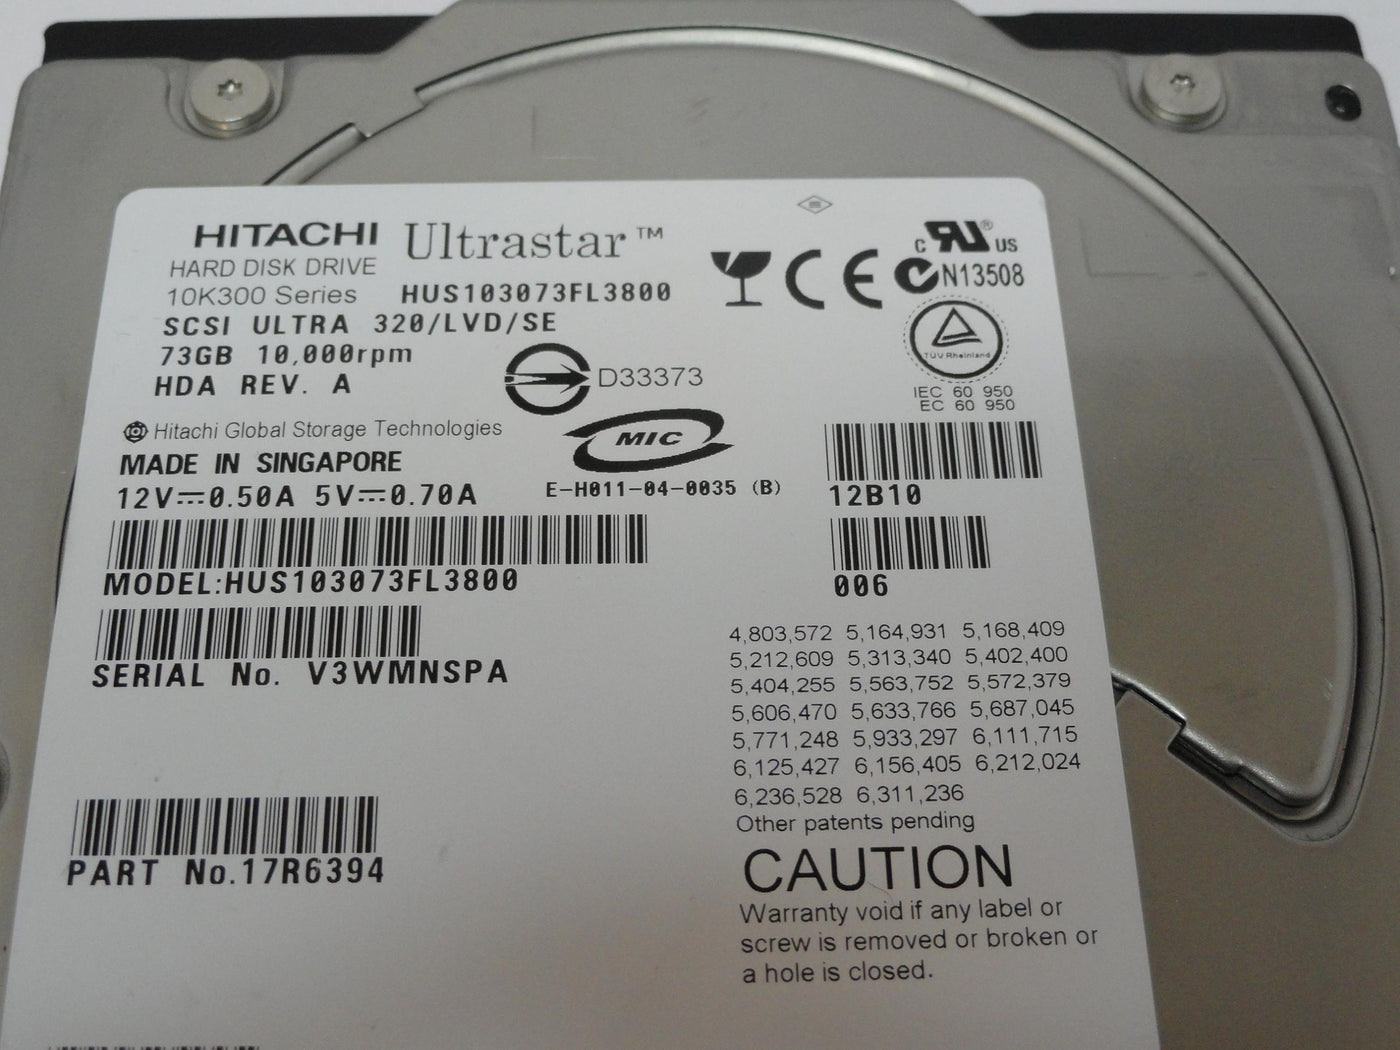 HITACHI Ultrastar™
HARD DISK DRIVE
10K300 Series HUS103073FL3800
SCSI ULTRA 320/LVD/SE
73GB 10,000rpm
HDA REV. A
D33373
Hitachi Global Storage Technologies
MADE IN SINGAPORE
12V⎓0.50A 5V⎓0.70A
MIC
E-H011-04-0035 (B)
CE
c RU® US
N13508
TÜV Rheinland
IEC 60 950
EC 60 950
12B10
006
MODEL:HUS103073FL3800
SERIAL No. V3WMNSPA
PART No.17R6394
4,803,572 5,164,931 5,168,409
5,212,609 5,313,340 5,402,400
5,404,255 5,563,752 5,572,379
5,606,470 5,633,766 5,687,045
5,771,248 5,933,297 6,111,715
6,125,427 6,156,405 6,212,024
6,236,528 6,311,236
Other patents pending
CAUTION
Warranty void if any label or
screw is removed or broken or
a hole is closed.